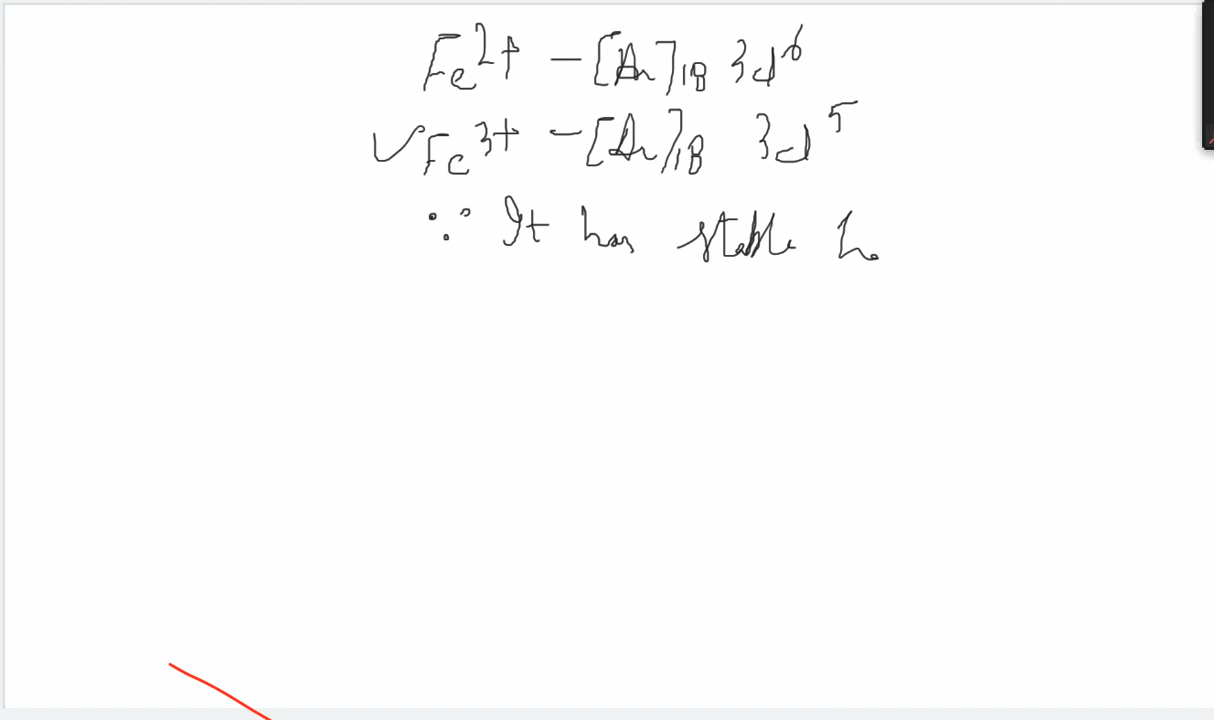 Fe²⁺ – [Ar]₁₈ 3d⁶
✓Fe³⁺ – [Ar]₁₈ 3d⁵
∵ It has stable